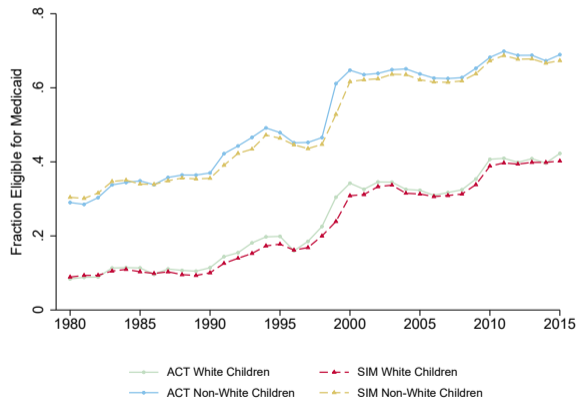 Fraction Eligible for Medicaid
.8
.6
.4
.2
0
1980 1985 1990 1995 2000 2005 2010 2015
ACT White Children SIM White Children
ACT Non-White Children SIM Non-White Children